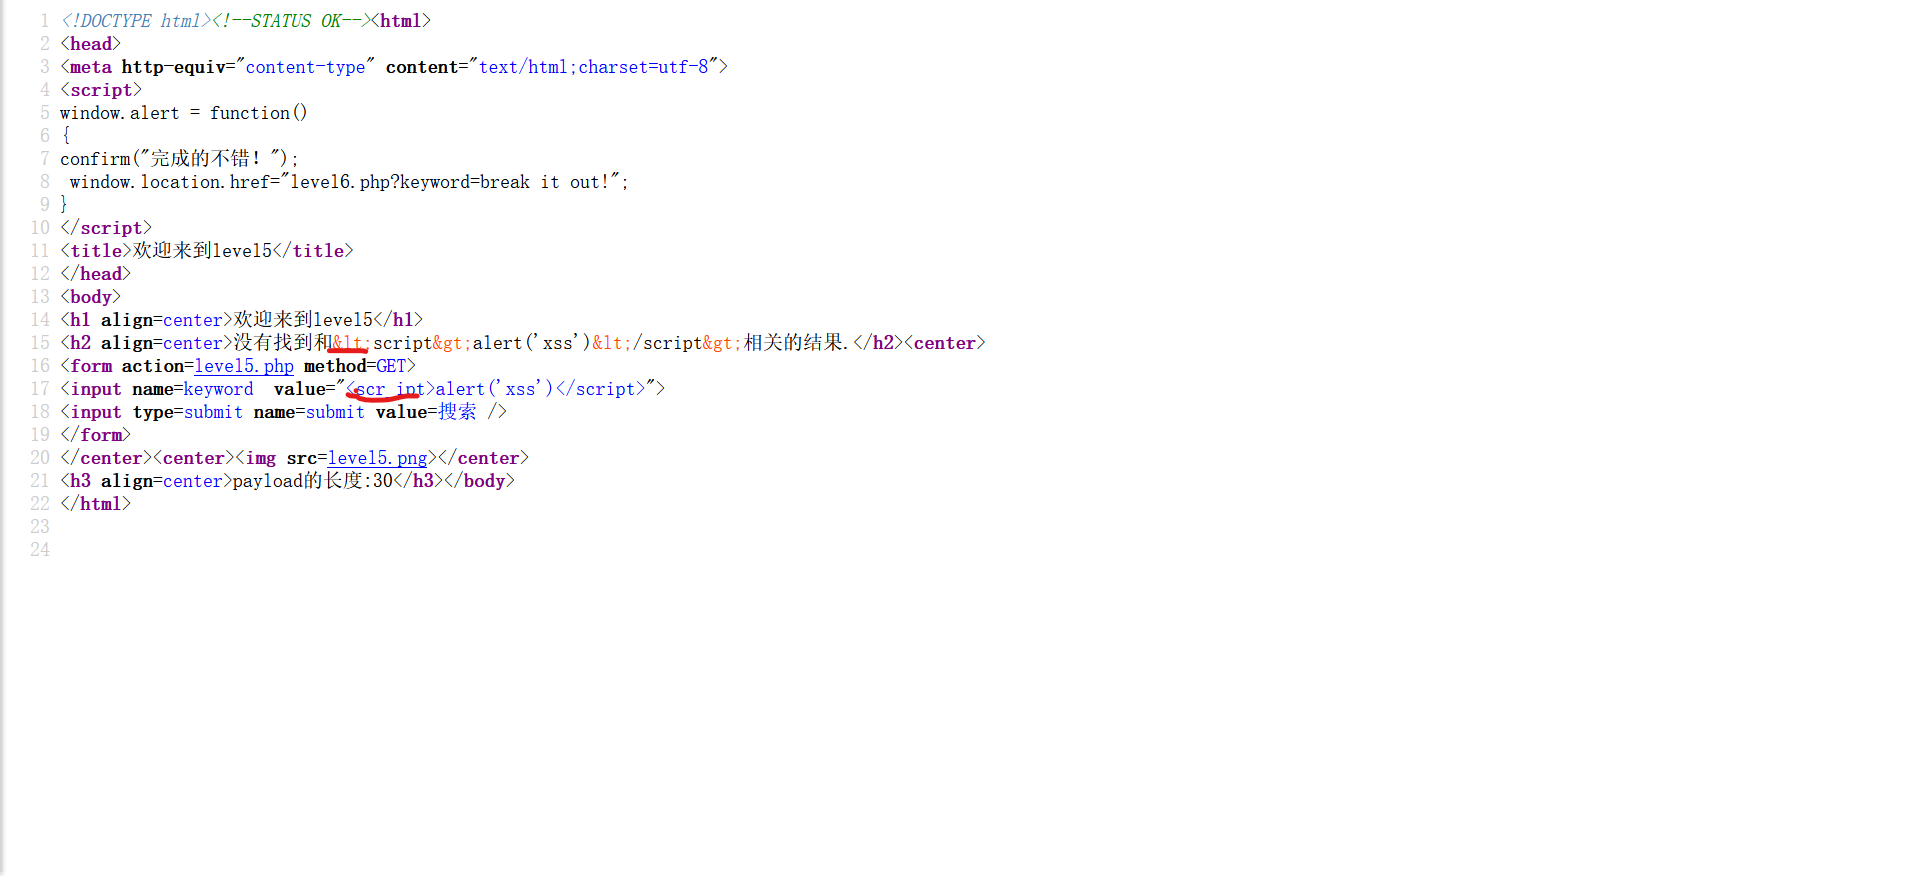 1 <!DOCTYPE html><!--STATUS OK--><html>
2 <head>
3 <meta http-equiv="content-type" content="text/html;charset=utf-8">
4 <script>
5 window.alert = function()
6 {
7 confirm("完成的不错！");
8  window.location.href="level6.php?keyword=break it out!";
9 }
10 </script>
11 <title>欢迎来到level5</title>
12 </head>
13 <body>
14 <h1 align=center>欢迎来到level5</h1>
15 <h2 align=center>没有找到和&lt;script&gt;alert('xss')&lt;/script&gt;相关的结果.</h2><center>
16 <form action=level5.php method=GET>
17 <input name=keyword  value="<scr_ipt>alert('xss')</script>">
18 <input type=submit name=submit value=搜索 />
19 </form>
20 </center><center><img src=level5.png></center>
21 <h3 align=center>payload的长度:30</h3></body>
22 </html>
23
24